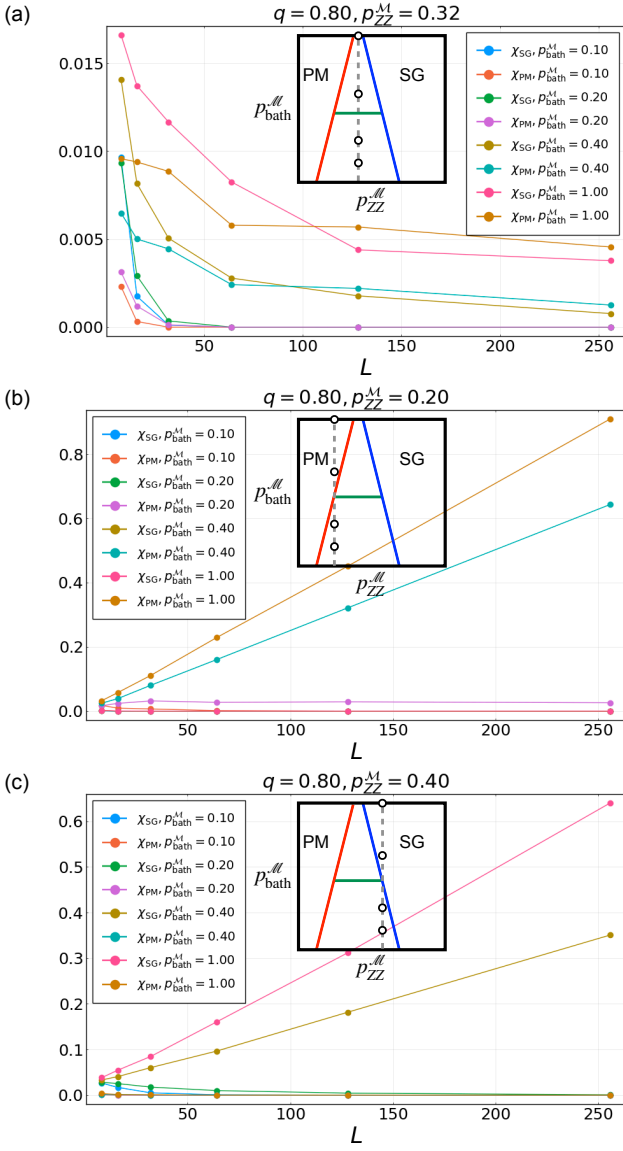 (a)
q = 0.80, p_ZZ^ℳ = 0.32
0.015
0.010
0.005
0.000
PM
SG
p_bath^ℳ
p_ZZ^ℳ
χ_SG, p_bath^ℳ = 0.10
χ_PM, p_bath^ℳ = 0.10
χ_SG, p_bath^ℳ = 0.20
χ_PM, p_bath^ℳ = 0.20
χ_SG, p_bath^ℳ = 0.40
χ_PM, p_bath^ℳ = 0.40
χ_SG, p_bath^ℳ = 1.00
χ_PM, p_bath^ℳ = 1.00
50 100 150 200 250
L
(b)
q = 0.80, p_ZZ^ℳ = 0.20
0.8
0.6
0.4
0.2
0.0
χ_SG, p_bath^ℳ = 0.10
χ_PM, p_bath^ℳ = 0.10
χ_SG, p_bath^ℳ = 0.20
χ_PM, p_bath^ℳ = 0.20
χ_SG, p_bath^ℳ = 0.40
χ_PM, p_bath^ℳ = 0.40
χ_SG, p_bath^ℳ = 1.00
χ_PM, p_bath^ℳ = 1.00
PM
SG
p_bath^ℳ
p_ZZ^ℳ
50 100 150 200 250
L
(c)
q = 0.80, p_ZZ^ℳ = 0.40
0.6
0.5
0.4
0.3
0.2
0.1
0.0
χ_SG, p_bath^ℳ = 0.10
χ_PM, p_bath^ℳ = 0.10
χ_SG, p_bath^ℳ = 0.20
χ_PM, p_bath^ℳ = 0.20
χ_SG, p_bath^ℳ = 0.40
χ_PM, p_bath^ℳ = 0.40
χ_SG, p_bath^ℳ = 1.00
χ_PM, p_bath^ℳ = 1.00
PM
SG
p_bath^ℳ
p_ZZ^ℳ
50 100 150 200 250
L